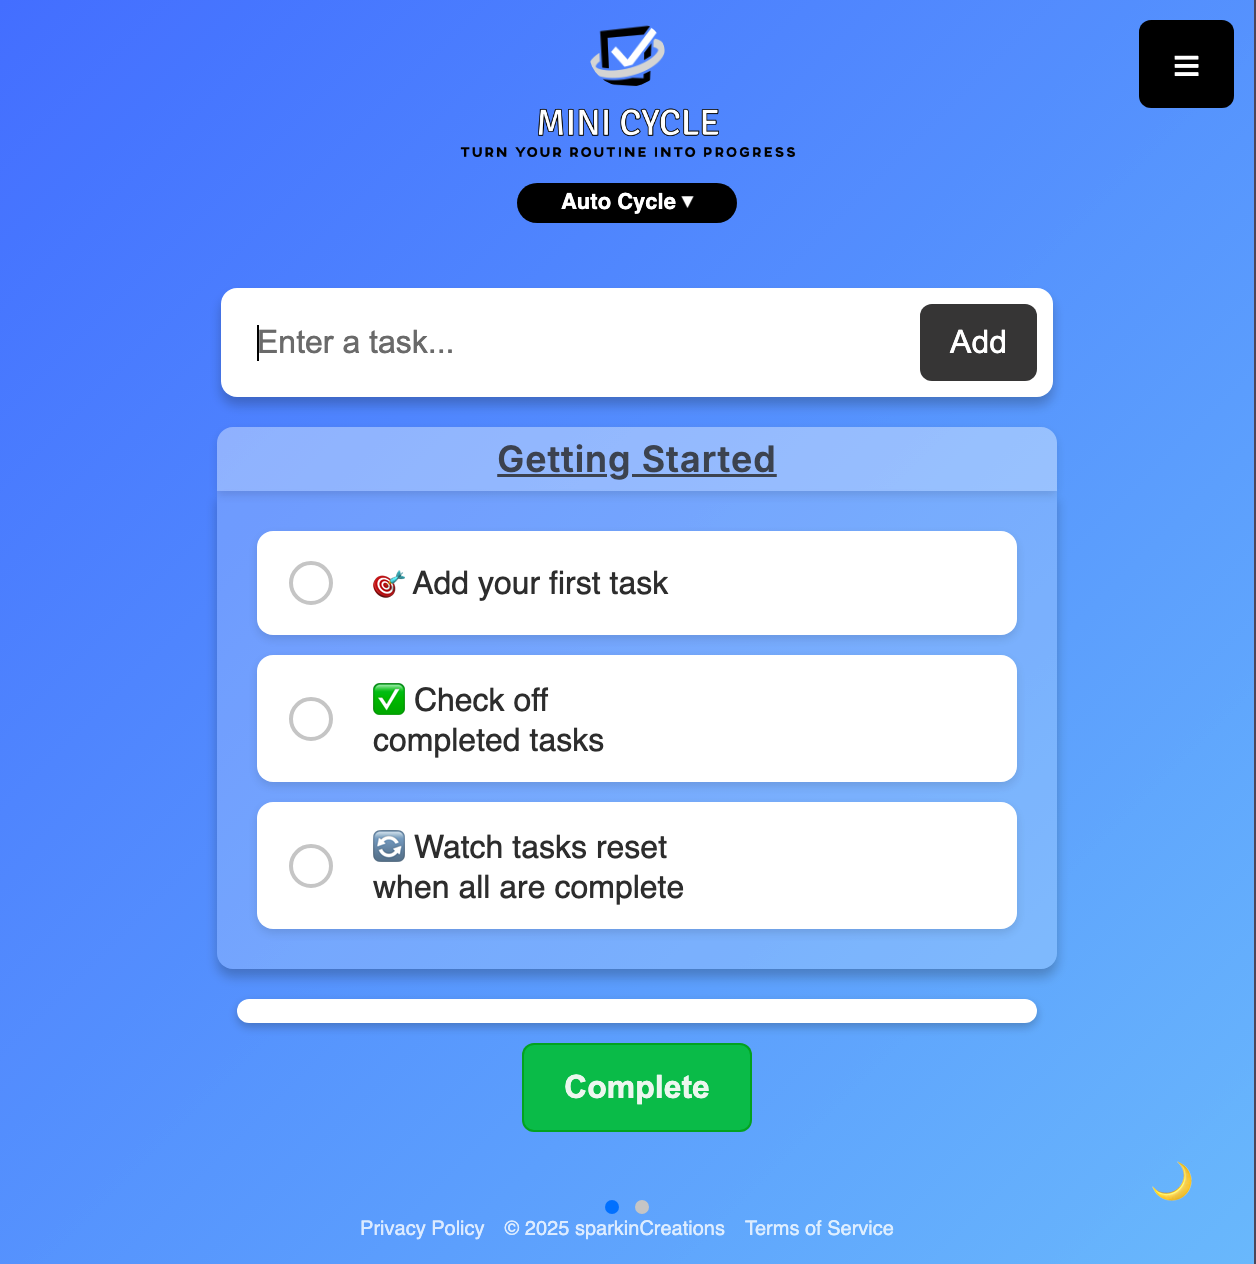 MINI CYCLE
TURN YOUR ROUTINE INTO PROGRESS
Auto Cycle ▼
Enter a task...
Add
Getting Started
🎯 Add your first task
✅ Check off
completed tasks
🔄 Watch tasks reset
when all are complete
Complete
Privacy Policy © 2025 sparkinCreations Terms of Service